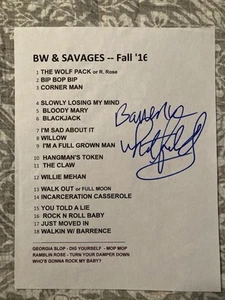 BW & SAVAGES -- Fall '16
1 THE WOLF PACK or R. Rose
2 BIP BOP BIP
3 CORNER MAN
4 SLOWLY LOSING MY MIND
5 BLOODY MARY
6 BLACKJACK
7 I'M SAD ABOUT IT
8 WILLOW
9 I'M A FULL GROWN MAN
10 HANGMAN'S TOKEN
11 THE CLAW
12 WILLIE MEHAN
13 WALK OUT or FULL MOON
14 INCARCERATION CASSEROLE
15 YOU TOLD A LIE
16 ROCK N ROLL BABY
17 JUST MOVED IN
18 WALKIN W/ BARRENCE
GEORGIA SLOP - DIG YOURSELF - MOP MOP
RAMBLIN ROSE - TURN YOUR DAMPER DOWN
WHO'S GONNA ROCK MY BABY?
Barrence
Whitfield